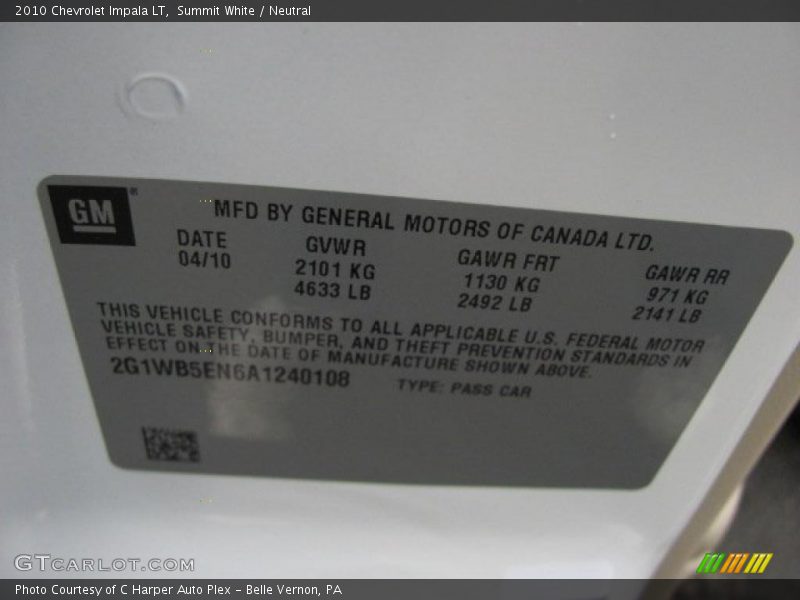 2010 Chevrolet Impala LT,  Summit White / Neutral
GM®
MFD BY GENERAL MOTORS OF CANADA LTD.
DATE GVWR GAWR FRT GAWR RR
04/10 2101 KG 1130 KG 971 KG
4633 LB 2492 LB 2141 LB
THIS VEHICLE CONFORMS TO ALL APPLICABLE U.S. FEDERAL MOTOR
VEHICLE SAFETY, BUMPER, AND THEFT PREVENTION STANDARDS IN
EFFECT ON THE DATE OF MANUFACTURE SHOWN ABOVE.
2G1WB5EN6A1240108 TYPE: PASS CAR
GTCARLOT.COM
Photo Courtesy of C Harper Auto Plex - Belle Vernon, PA